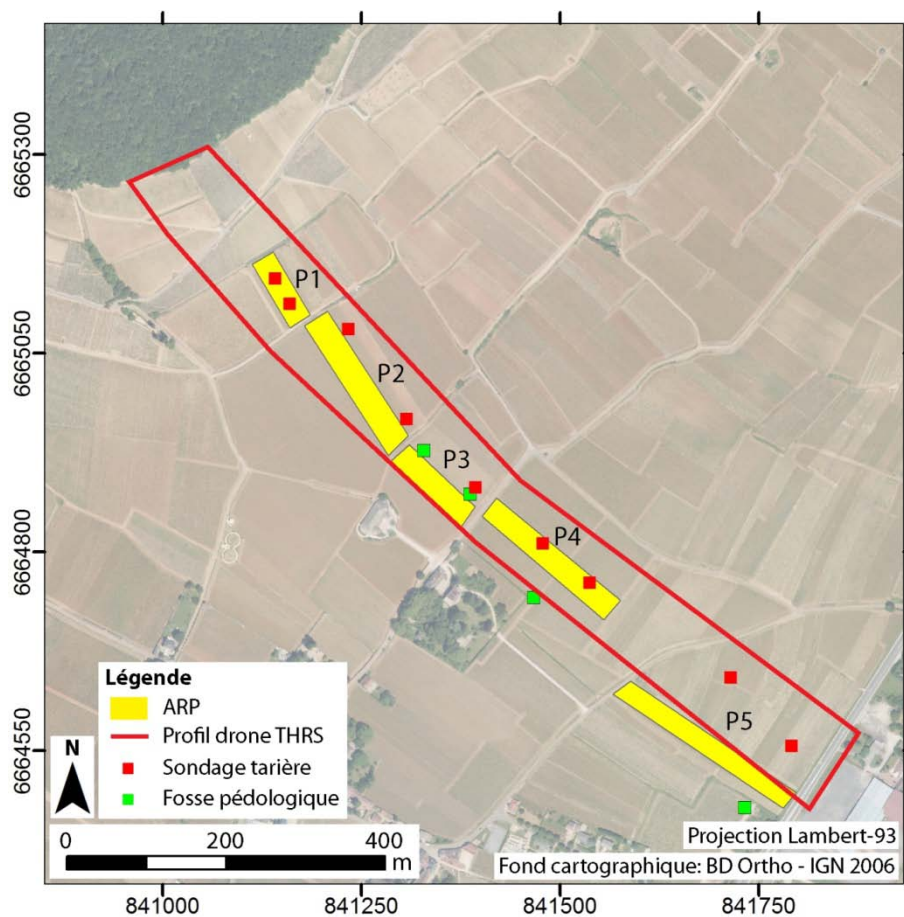 6665300
6665050
6664800
6664550
P1
P2
P3
P4
P5
Légende
ARP
Profil drone THRS
Sondage tarière
Fosse pédologique
N
0 200 400
m
Projection Lambert-93
Fond cartographique: BD Ortho - IGN 2006
841000 841250 841500 841750